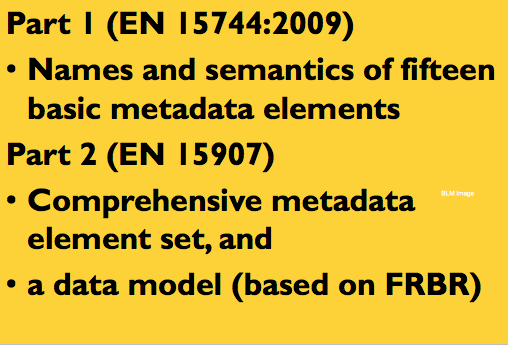 Part 1 (EN 15744:2009)
• Names and semantics of fifteen
basic metadata elements
Part 2 (EN 15907)
• Comprehensive metadata
BLM Image
element set, and
• a data model (based on FRBR)